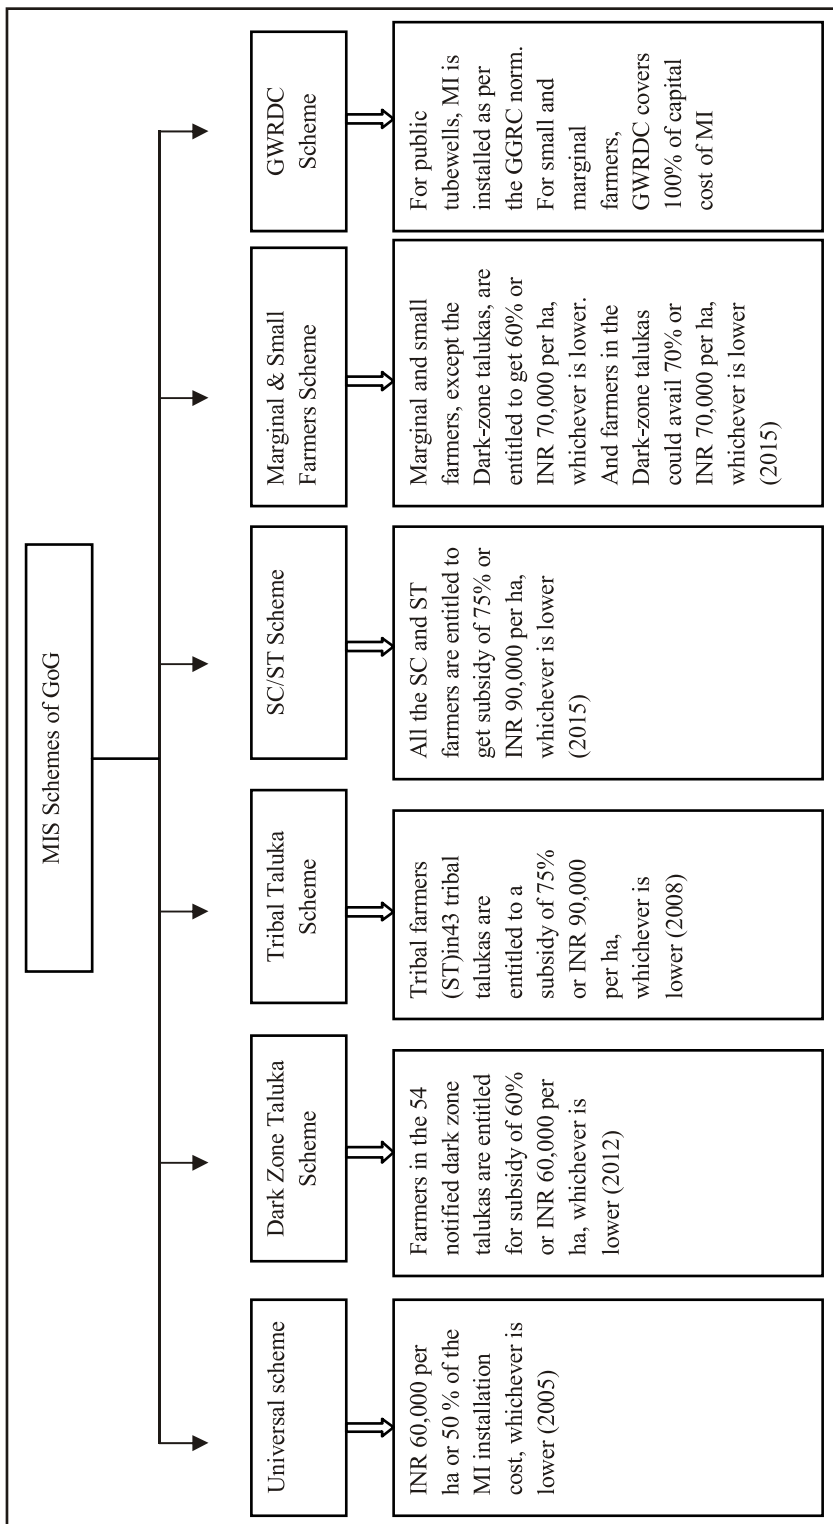 MIS Schemes of GoG
Universal scheme
INR 60,000 per
ha or 50 % of the
MI installation
cost, whichever is
lower (2005)
Dark Zone Taluka
Scheme
Farmers in the 54
notified dark zone
talukas are entitled
for subsidy of 60%
or INR 60,000 per
ha, whichever is
lower (2012)
Tribal Taluka
Scheme
Tribal farmers
(ST)in43 tribal
talukas are
entitled to a
subsidy of 75%
or INR 90,000
per ha,
whichever is
lower (2008)
SC/ST Scheme
All the SC and ST
farmers are entitled to
get subsidy of 75% or
INR 90,000 per ha,
whichever is lower
(2015)
Marginal & Small
Farmers Scheme
Marginal and small
farmers, except the
Dark-zone talukas, are
entitled to get 60% or
INR 70,000 per ha,
whichever is lower.
And farmers in the
Dark-zone talukas
could avail 70% or
INR 70,000 per ha,
whichever is lower
(2015)
GWRDC
Scheme
For public
tubewells, MI is
installed as per
the GGRC norm.
For small and
marginal
farmers,
GWRDC covers
100% of capital
cost of MI